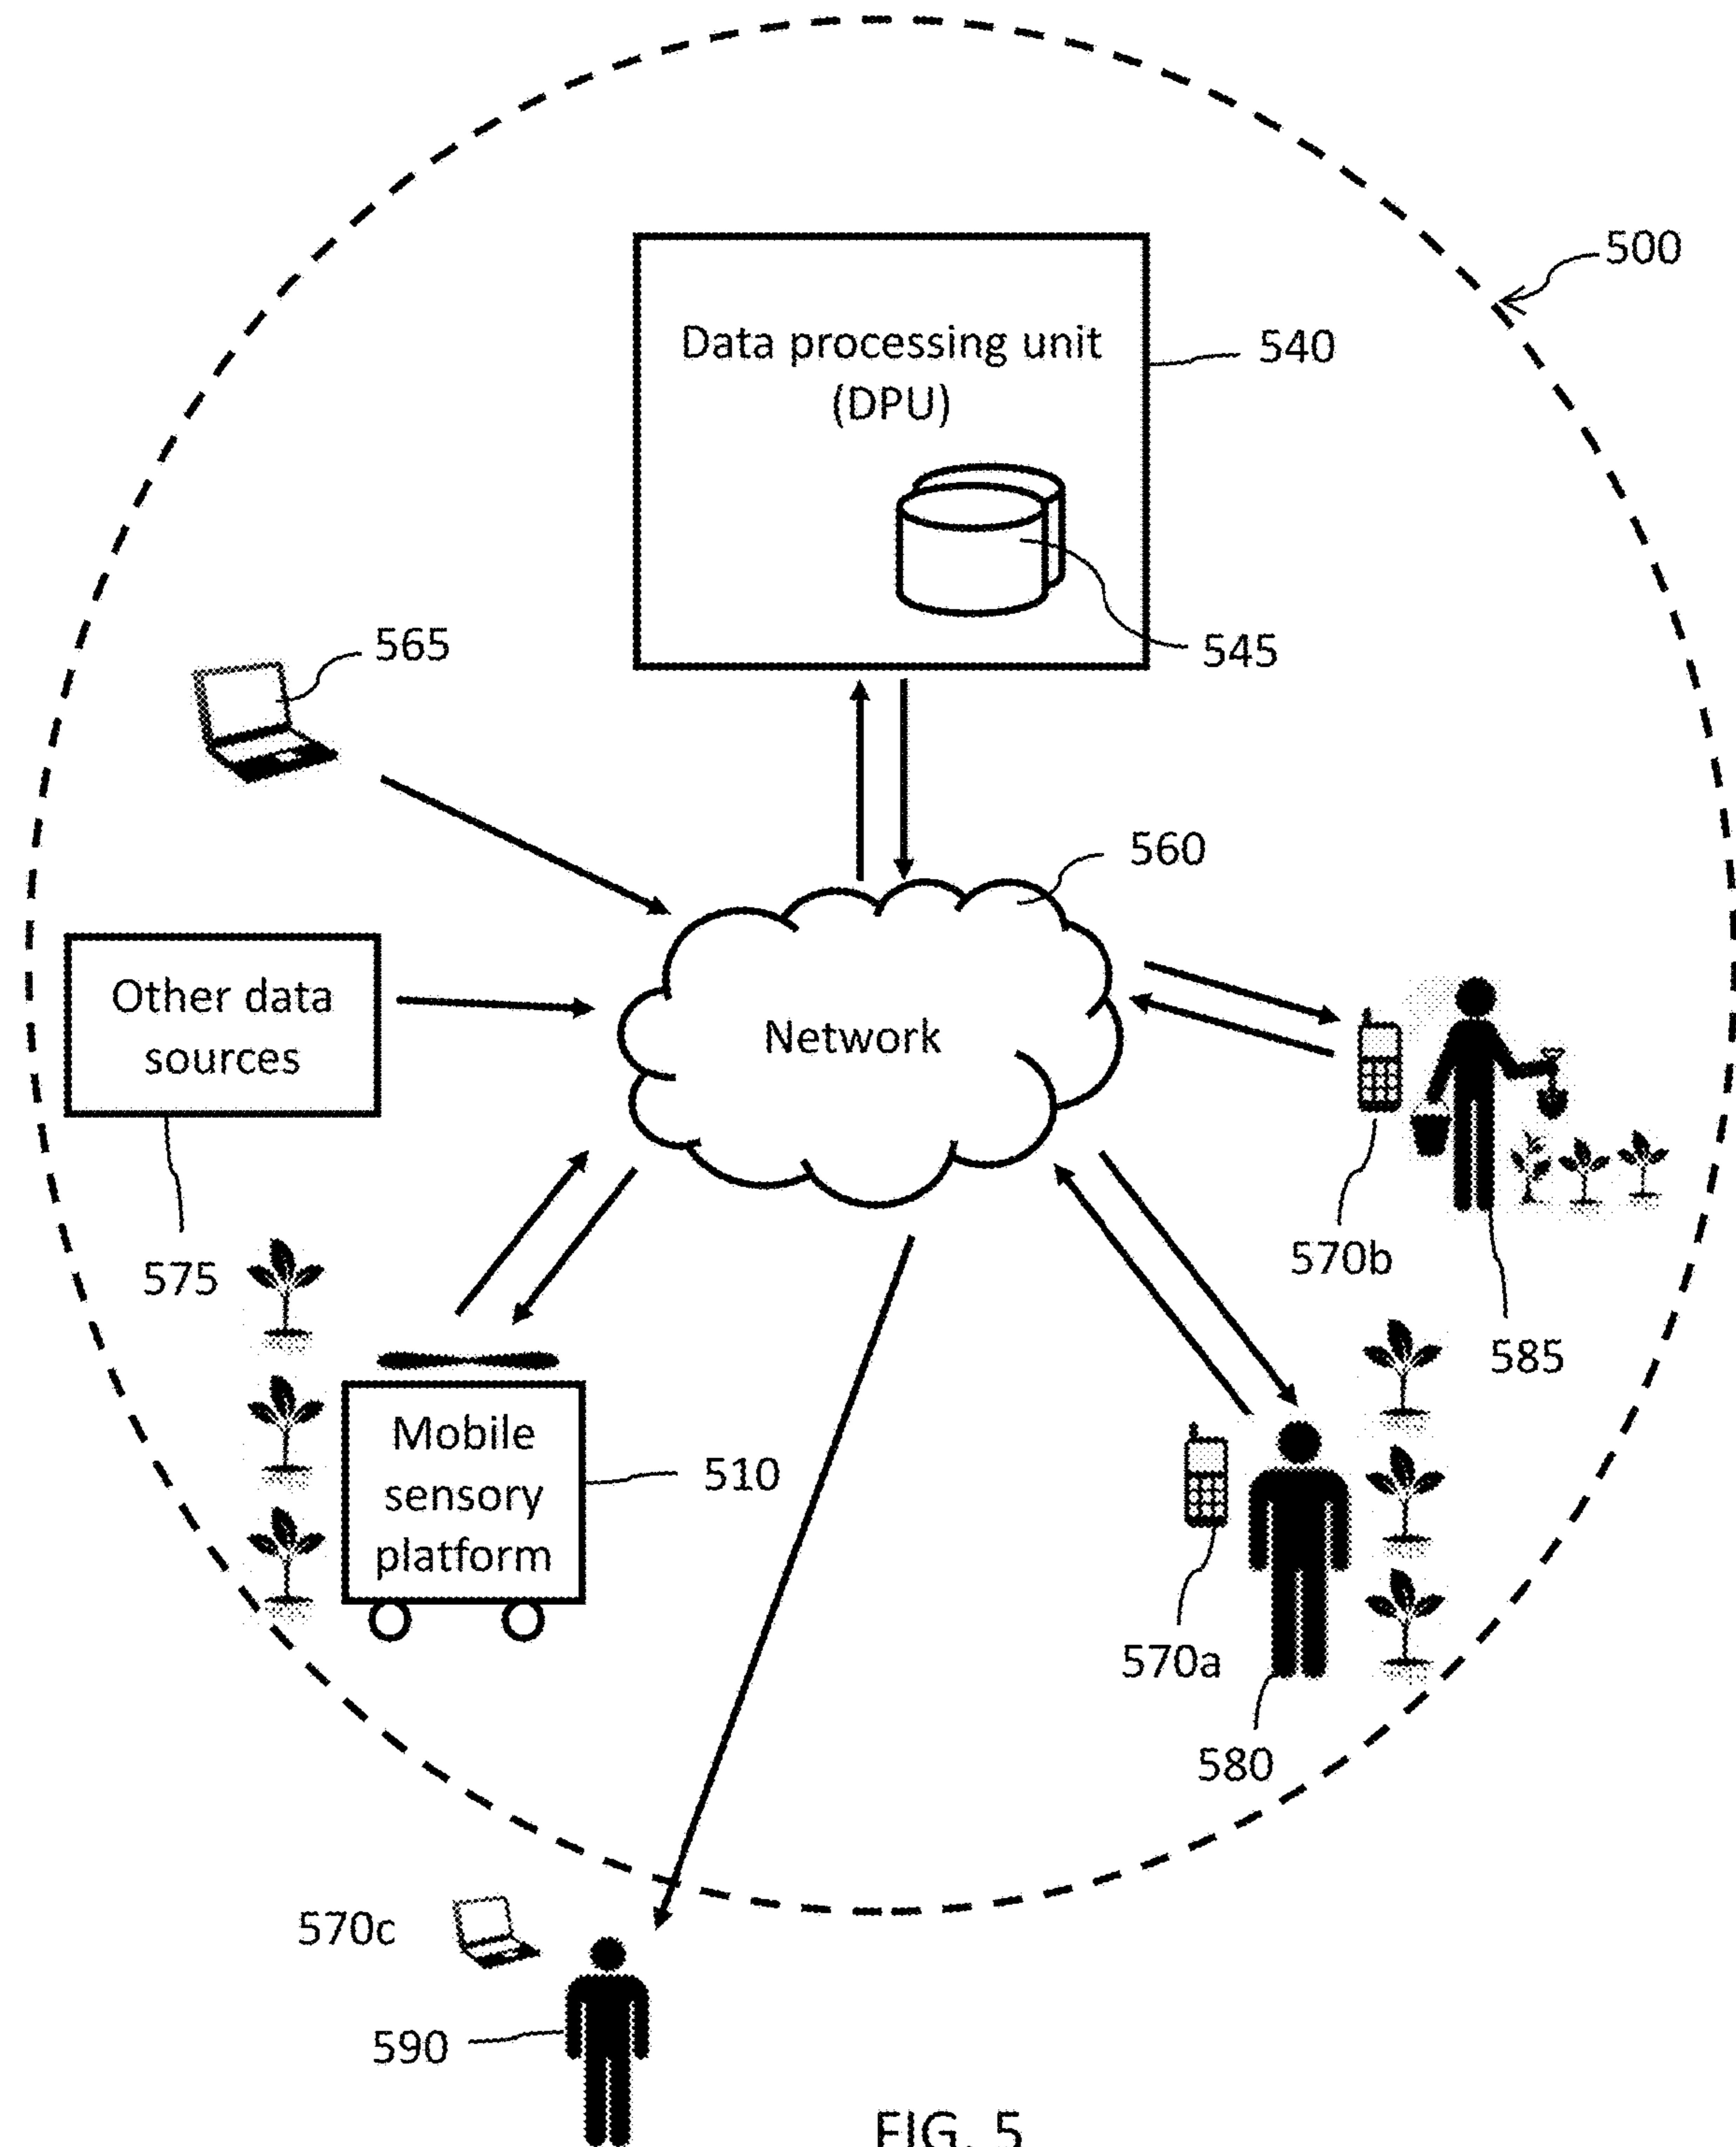 500
Data processing unit
(DPU)
540
545
565
560
Other data
sources
Network
575
570b
585
Mobile
sensory
platform
510
570a
580
570c
590
FIG. 5